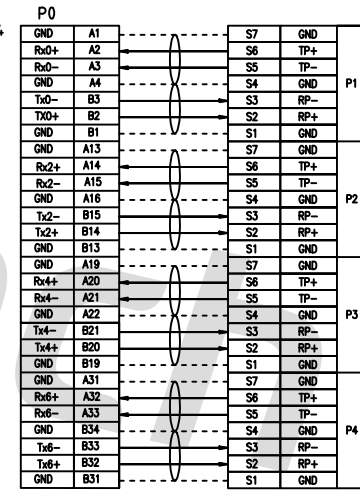 P0
GND A1 S7 GND
Rx0+ A2 S6 TP+
Rx0- A3 S5 TP-
GND A4 S4 GND P1
Tx0- B3 S3 RP-
TX0+ B2 S2 RP+
GND B1 S1 GND
GND A13 S7 GND
Rx2+ A14 S6 TP+
Rx2- A15 S5 TP-
GND A16 S4 GND P2
Tx2- B15 S3 RP-
Tx2+ B14 S2 RP+
GND B13 S1 GND
GND A19 S7 GND
Rx4+ A20 S6 TP+
Rx4- A21 S5 TP-
GND A22 S4 GND P3
Tx4- B21 S3 RP-
Tx4+ B20 S2 RP+
GND B19 S1 GND
GND A31 S7 GND
Rx6+ A32 S6 TP+
Rx6- A33 S5 TP-
GND B34 S4 GND P4
Tx6- B33 S3 RP-
Tx6+ B32 S2 RP+
GND B31 S1 GND